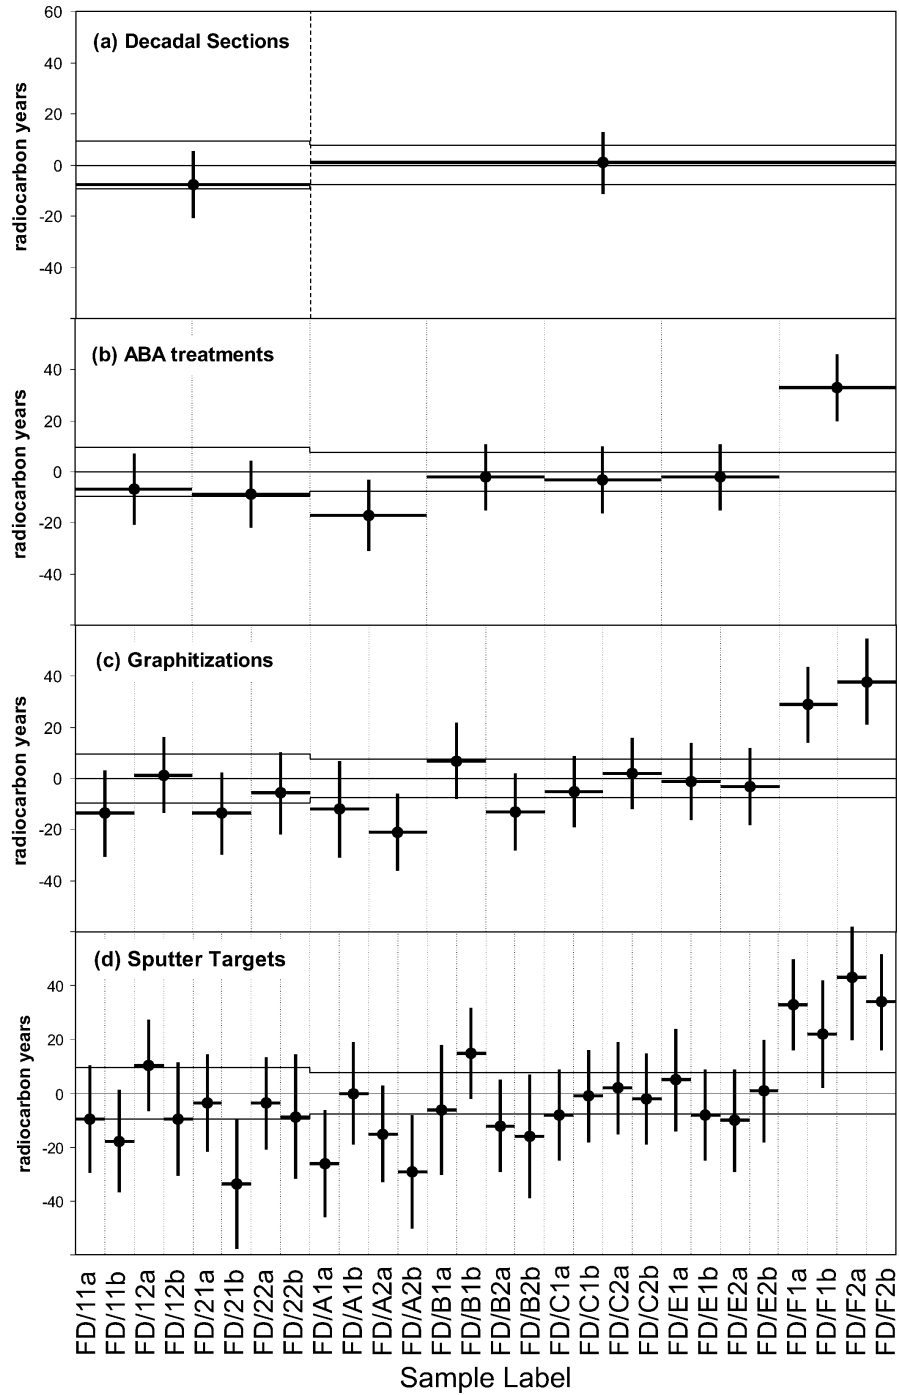 60
(a) Decadal Sections
40
20
0
-20
-40
radiocarbon years
(b) ABA treatments
40
20
0
-20
-40
radiocarbon years
(c) Graphitizations
40
20
0
-20
-40
radiocarbon years
(d) Sputter Targets
40
20
0
-20
-40
radiocarbon years
FD/11a
FD/11b
FD/12a
FD/12b
FD/21a
FD/21b
FD/22a
FD/22b
FD/A1a
FD/A1b
FD/A2a
FD/A2b
FD/B1a
FD/B1b
FD/B2a
FD/B2b
FD/C1a
FD/C1b
FD/C2a
FD/C2b
FD/E1a
FD/E1b
FD/E2a
FD/E2b
FD/F1a
FD/F1b
FD/F2a
FD/F2b
Sample Label